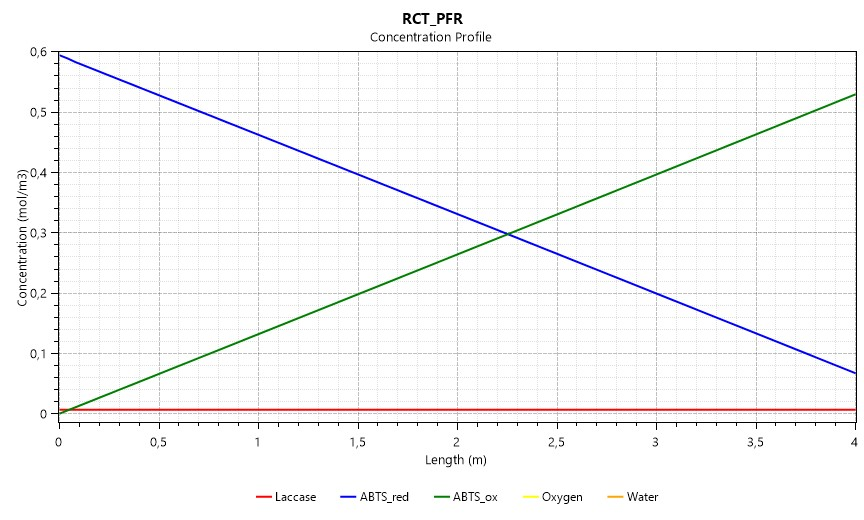 RCT_PFR
Concentration Profile
Concentration (mol/m3)
0,6
0,5
0,4
0,3
0,2
0,1
0
0 0,5 1 1,5 2 2,5 3 3,5 4
Length (m)
Laccase ABTS_red ABTS_ox Oxygen Water